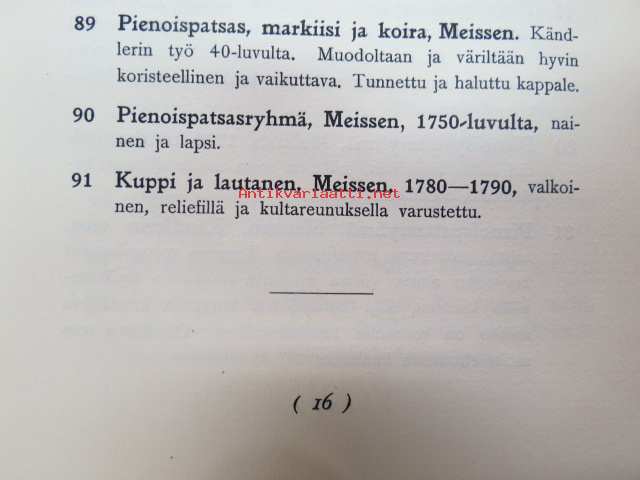 89 Pienoispatsas, markiisi ja koira, Meissen. Känd-
lerin työ 40-luvulta. Muodoltaan ja väriltään hyvin
koristeellinen ja vaikuttava. Tunnettu ja haluttu kappale.
90 Pienoispatsasryhmä, Meissen, 1750-luvulta, nai-
nen ja lapsi.
91 Kuppi ja lautanen, Meissen, 1780—1790, valkoi-
Antikvariaatti.net
nen, reliefillä ja kultareunuksella varustettu.
( 16 )